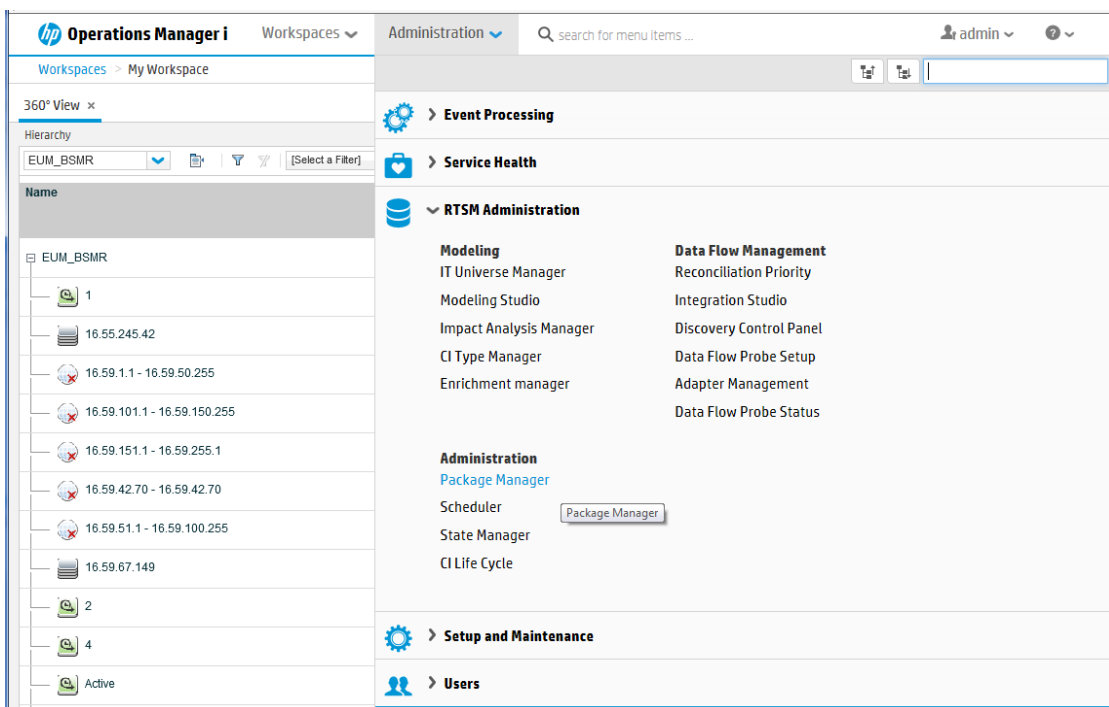 hp Operations Manager i Workspaces Administration search for menu items ... admin ?
Workspaces > My Workspace
360° View ×
Hierarchy
EUM_BSMR [Select a Filter]
Name
EUM_BSMR
1
16.55.245.42
16.59.1.1 - 16.59.50.255
16.59.101.1 - 16.59.150.255
16.59.151.1 - 16.59.255.1
16.59.42.70 - 16.59.42.70
16.59.51.1 - 16.59.100.255
16.59.67.149
2
4
Active
Event Processing
Service Health
RTSM Administration
Modeling
IT Universe Manager
Modeling Studio
Impact Analysis Manager
CI Type Manager
Enrichment manager
Data Flow Management
Reconciliation Priority
Integration Studio
Discovery Control Panel
Data Flow Probe Setup
Adapter Management
Data Flow Probe Status
Administration
Package Manager
Scheduler
Package Manager
State Manager
CI Life Cycle
Setup and Maintenance
Users